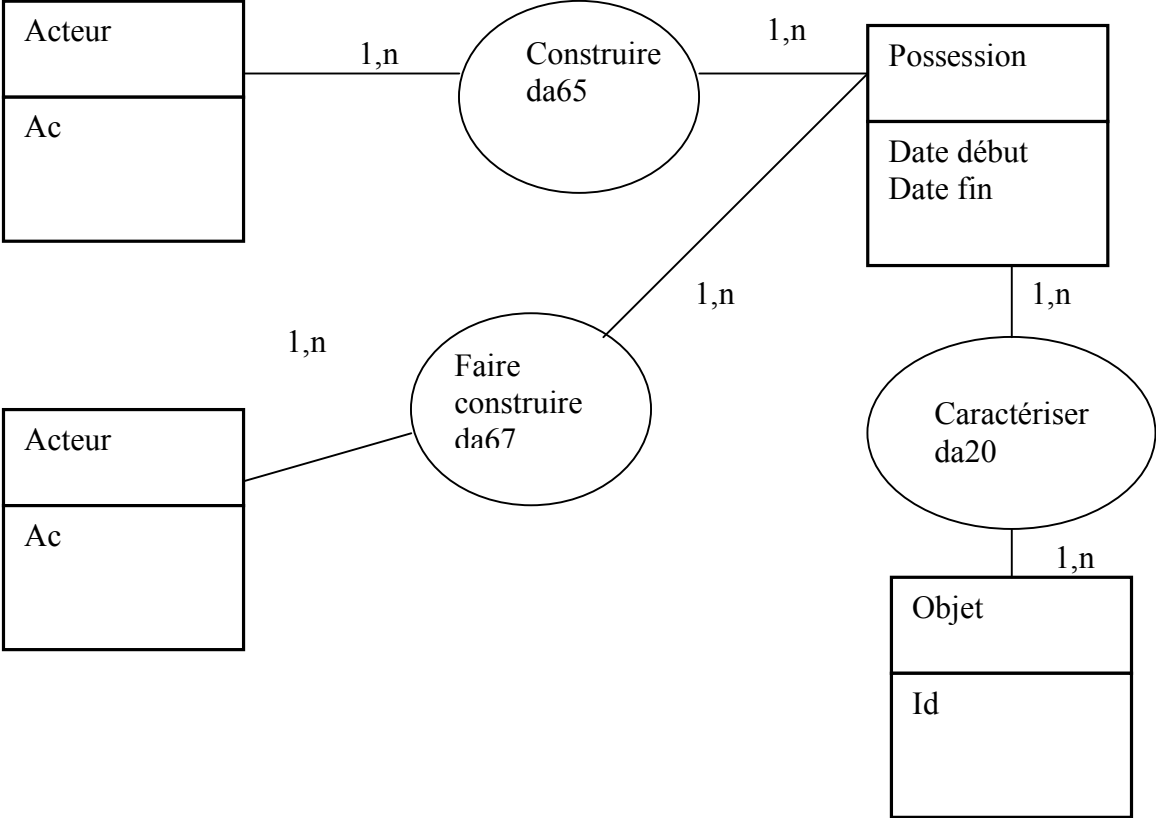 Acteur
Ac
1,n
Construire
da65
1,n
Possession
Date début
Date fin
1,n
1,n
Faire
construire
da67
1,n
Acteur
Ac
Caractériser
da20
1,n
Objet
Id